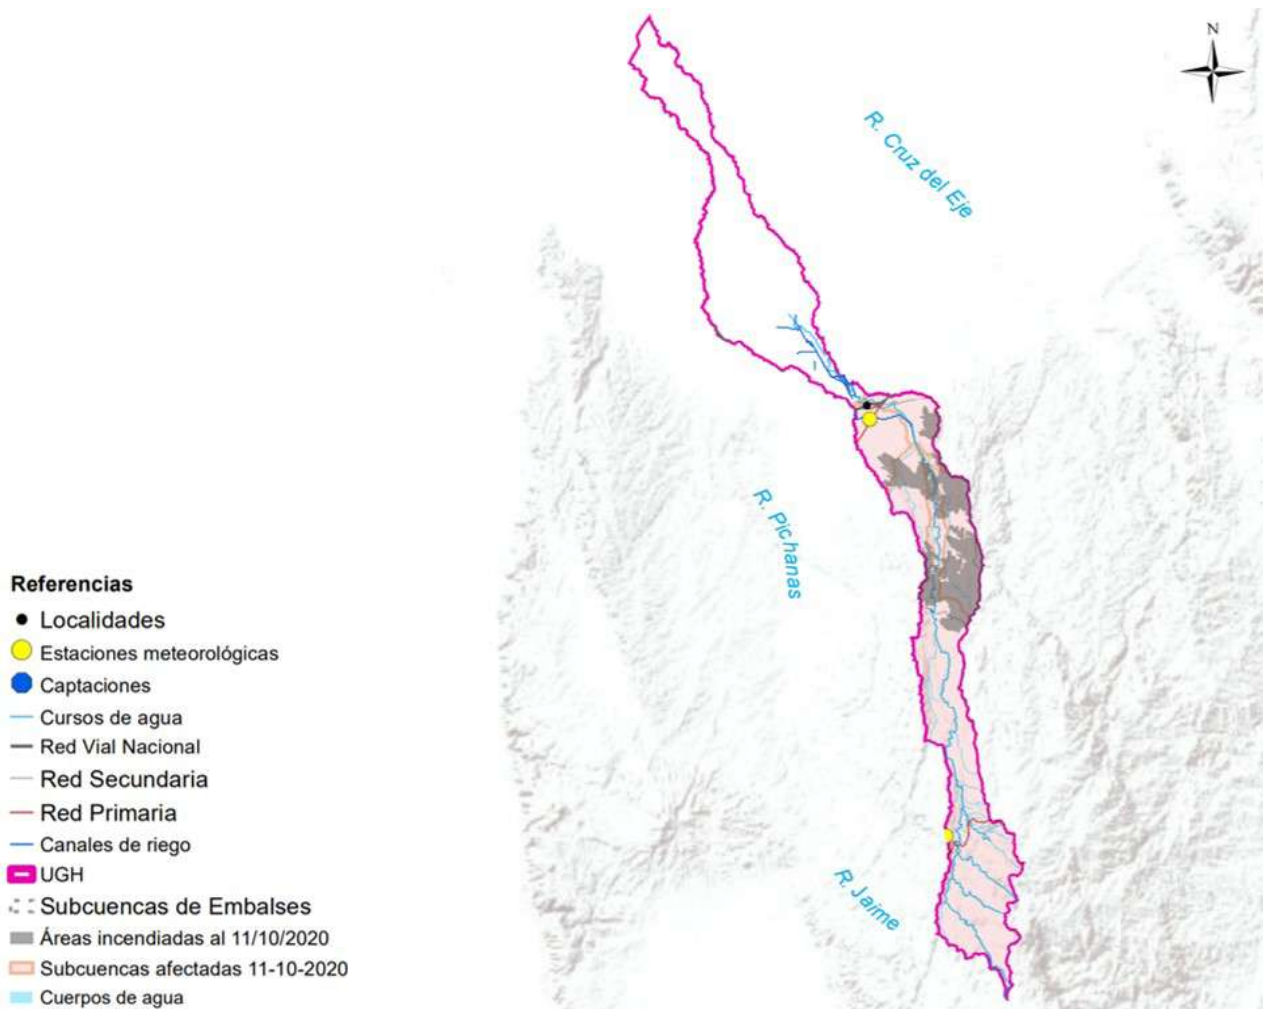 N
R. Cruz del Eje
R. Pichanas
R. Jaime
Referencias
Localidades
Estaciones meteorológicas
Captaciones
Cursos de agua
Red Vial Nacional
Red Secundaria
Red Primaria
Canales de riego
UGH
Subcuencas de Embalses
Áreas incendiadas al 11/10/2020
Subcuencas afectadas 11-10-2020
Cuerpos de agua